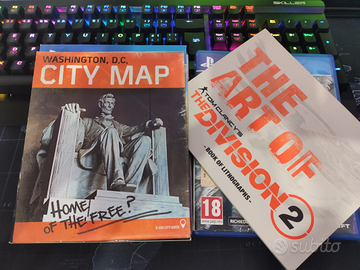 SKILLER
WASHINGTON, D.C.
CITY MAP
HOME
OF THE FREE?
THE
ART OF
TOM CLANCY'S
THE DIVISION
2
- BOOK OF LITHOGRAPHS -
18
subito